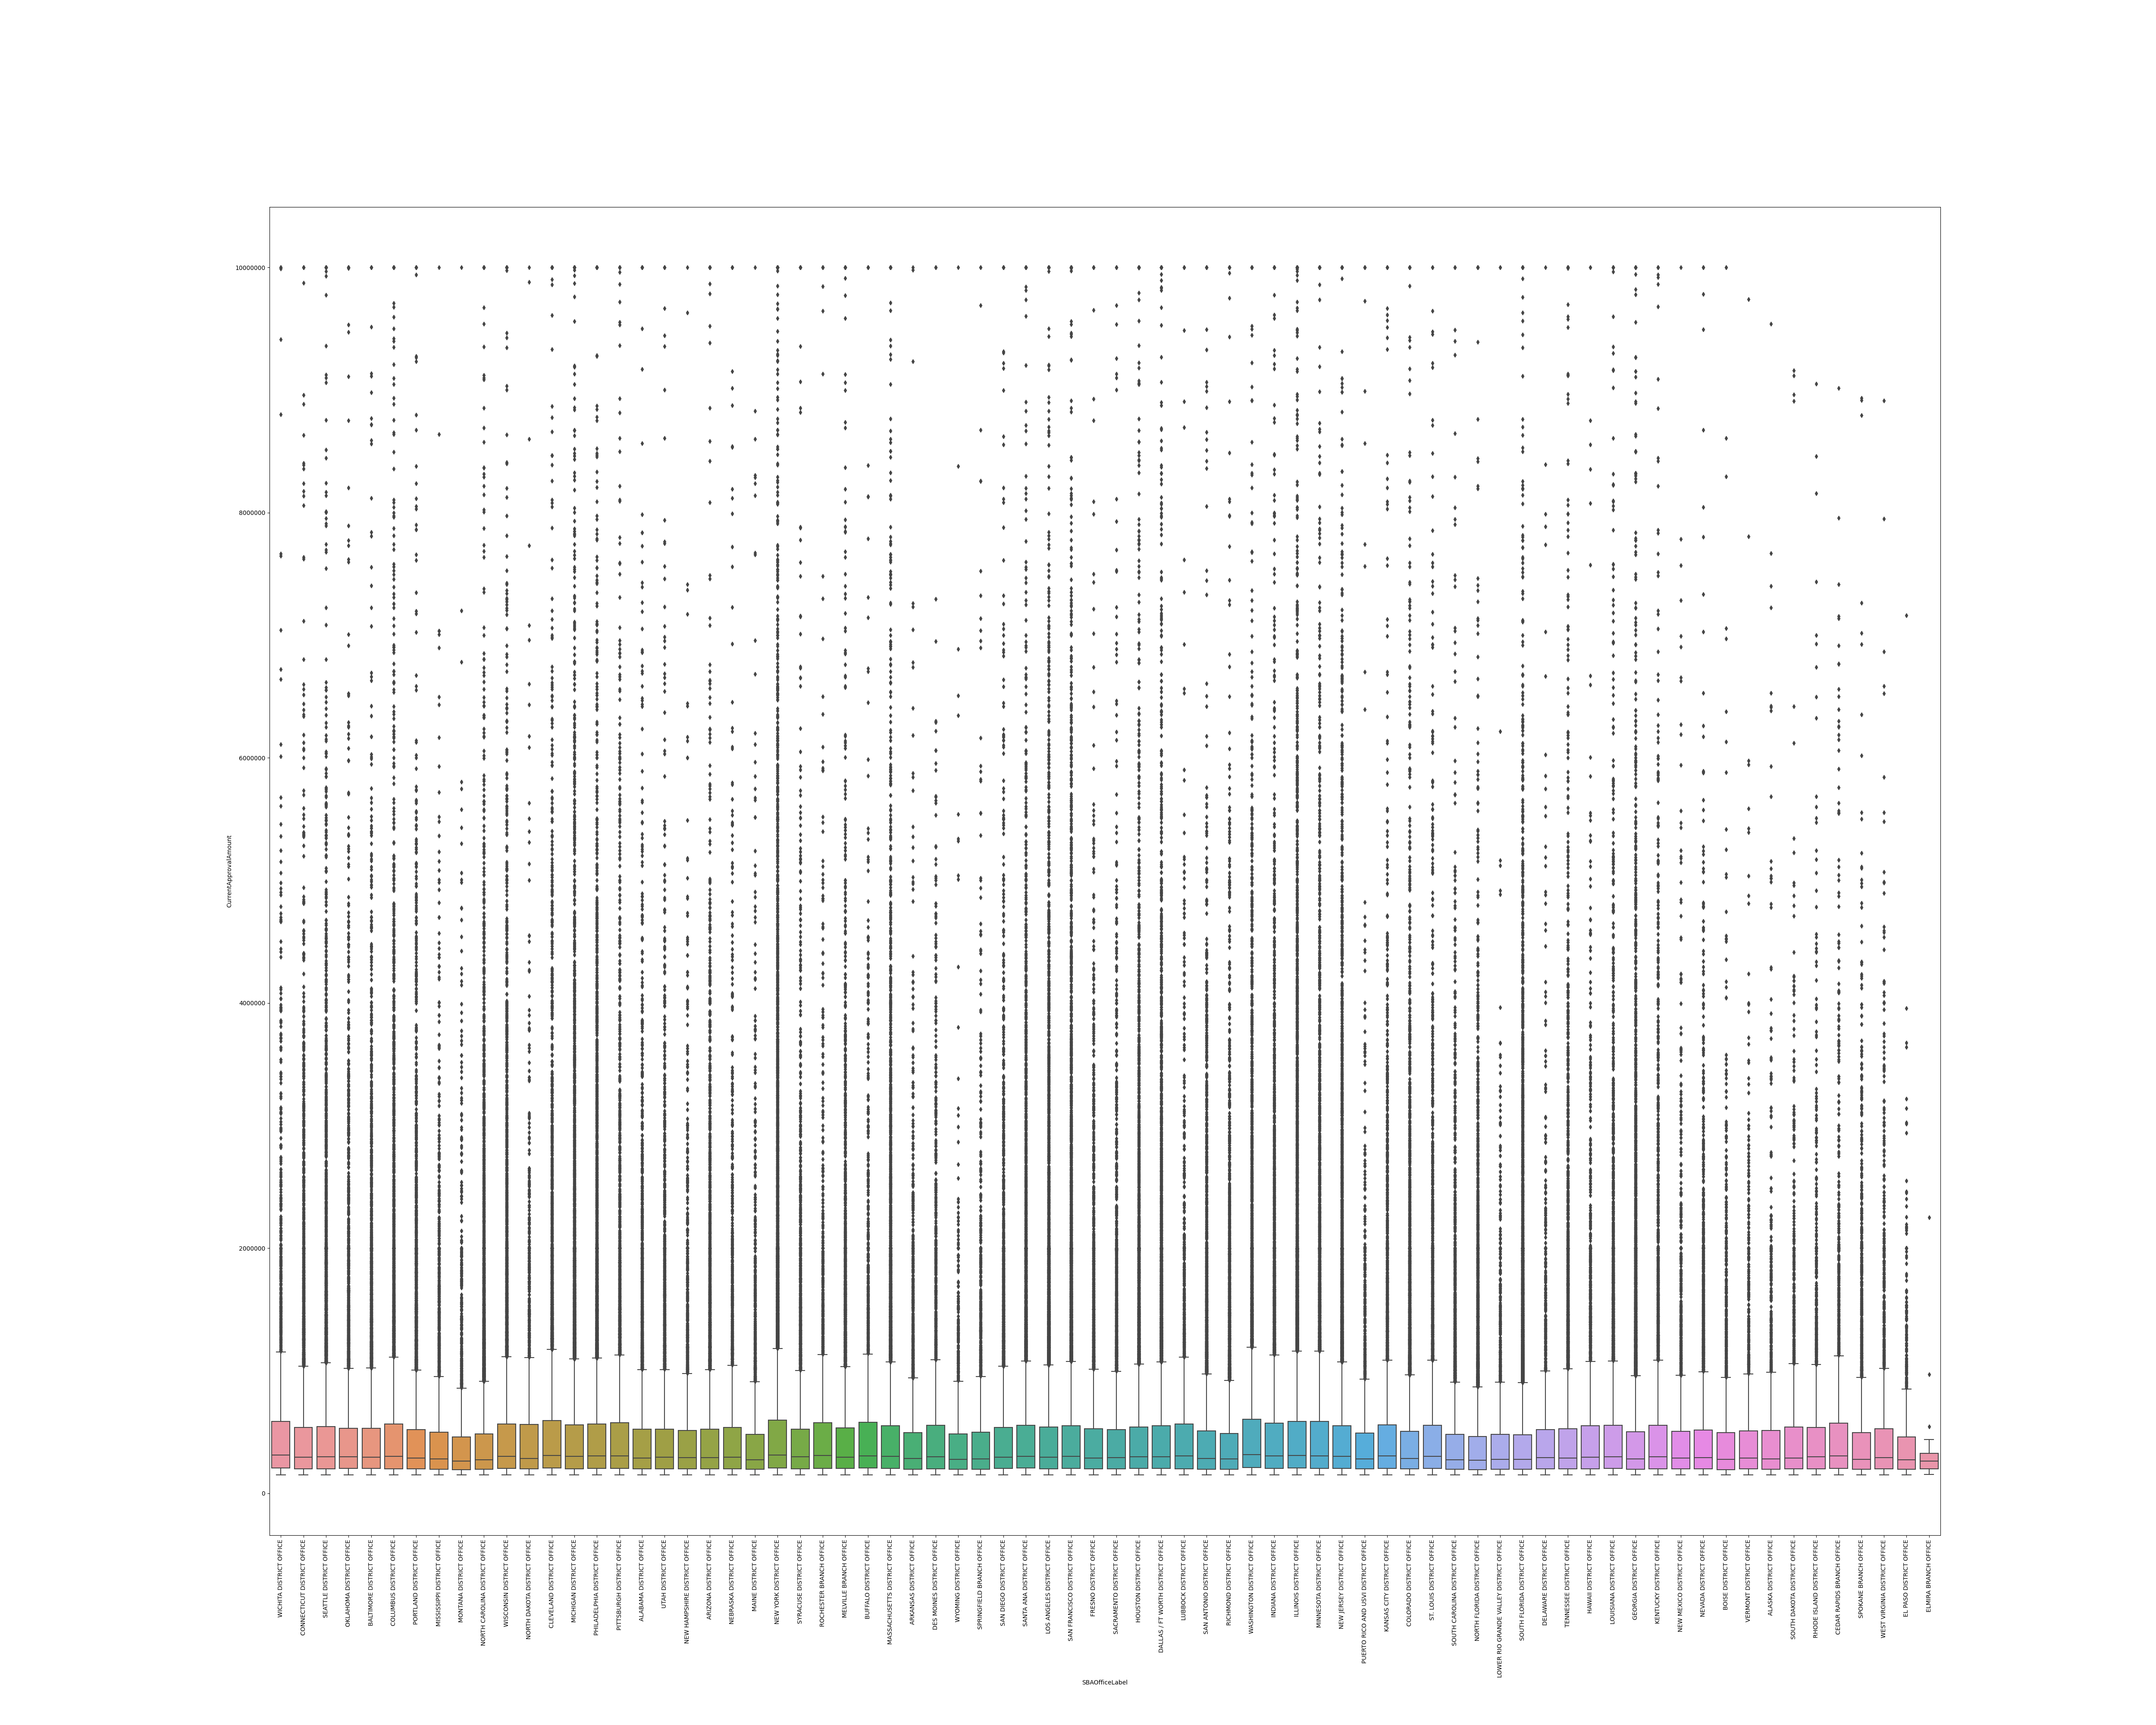 10000000
8000000
6000000
4000000
2000000
0
CurrentApprovalAmount
WICHITA DISTRICT OFFICE
CONNECTICUT DISTRICT OFFICE
SEATTLE DISTRICT OFFICE
OKLAHOMA DISTRICT OFFICE
BALTIMORE DISTRICT OFFICE
COLUMBUS DISTRICT OFFICE
PORTLAND DISTRICT OFFICE
MISSISSIPPI DISTRICT OFFICE
MONTANA DISTRICT OFFICE
NORTH CAROLINA DISTRICT OFFICE
WISCONSIN DISTRICT OFFICE
NORTH DAKOTA DISTRICT OFFICE
CLEVELAND DISTRICT OFFICE
MICHIGAN DISTRICT OFFICE
PHILADELPHIA DISTRICT OFFICE
PITTSBURGH DISTRICT OFFICE
ALABAMA DISTRICT OFFICE
UTAH DISTRICT OFFICE
NEW HAMPSHIRE DISTRICT OFFICE
ARIZONA DISTRICT OFFICE
NEBRASKA DISTRICT OFFICE
MAINE DISTRICT OFFICE
NEW YORK DISTRICT OFFICE
SYRACUSE DISTRICT OFFICE
ROCHESTER BRANCH OFFICE
MELVILLE BRANCH OFFICE
BUFFALO DISTRICT OFFICE
MASSACHUSETTS DISTRICT OFFICE
ARKANSAS DISTRICT OFFICE
DES MOINES DISTRICT OFFICE
WYOMING DISTRICT OFFICE
SPRINGFIELD BRANCH OFFICE
SAN DIEGO DISTRICT OFFICE
SANTA ANA DISTRICT OFFICE
LOS ANGELES DISTRICT OFFICE
SAN FRANCISCO DISTRICT OFFICE
FRESNO DISTRICT OFFICE
SACRAMENTO DISTRICT OFFICE
HOUSTON DISTRICT OFFICE
DALLAS / FT WORTH DISTRICT OFFICE
LUBBOCK DISTRICT OFFICE
SAN ANTONIO DISTRICT OFFICE
RICHMOND DISTRICT OFFICE
WASHINGTON DISTRICT OFFICE
INDIANA DISTRICT OFFICE
ILLINOIS DISTRICT OFFICE
MINNESOTA DISTRICT OFFICE
NEW JERSEY DISTRICT OFFICE
PUERTO RICO AND USVI DISTRICT OFFICE
KANSAS CITY DISTRICT OFFICE
COLORADO DISTRICT OFFICE
ST. LOUIS DISTRICT OFFICE
SOUTH CAROLINA DISTRICT OFFICE
NORTH FLORIDA DISTRICT OFFICE
LOWER RIO GRANDE VALLEY DISTRICT OFFICE
SOUTH FLORIDA DISTRICT OFFICE
DELAWARE DISTRICT OFFICE
TENNESSEE DISTRICT OFFICE
HAWAII DISTRICT OFFICE
LOUISIANA DISTRICT OFFICE
GEORGIA DISTRICT OFFICE
KENTUCKY DISTRICT OFFICE
NEW MEXICO DISTRICT OFFICE
NEVADA DISTRICT OFFICE
BOISE DISTRICT OFFICE
VERMONT DISTRICT OFFICE
ALASKA DISTRICT OFFICE
SOUTH DAKOTA DISTRICT OFFICE
RHODE ISLAND DISTRICT OFFICE
CEDAR RAPIDS BRANCH OFFICE
SPOKANE BRANCH OFFICE
WEST VIRGINIA DISTRICT OFFICE
EL PASO DISTRICT OFFICE
ELMIRA BRANCH OFFICE
SBAOfficeLabel